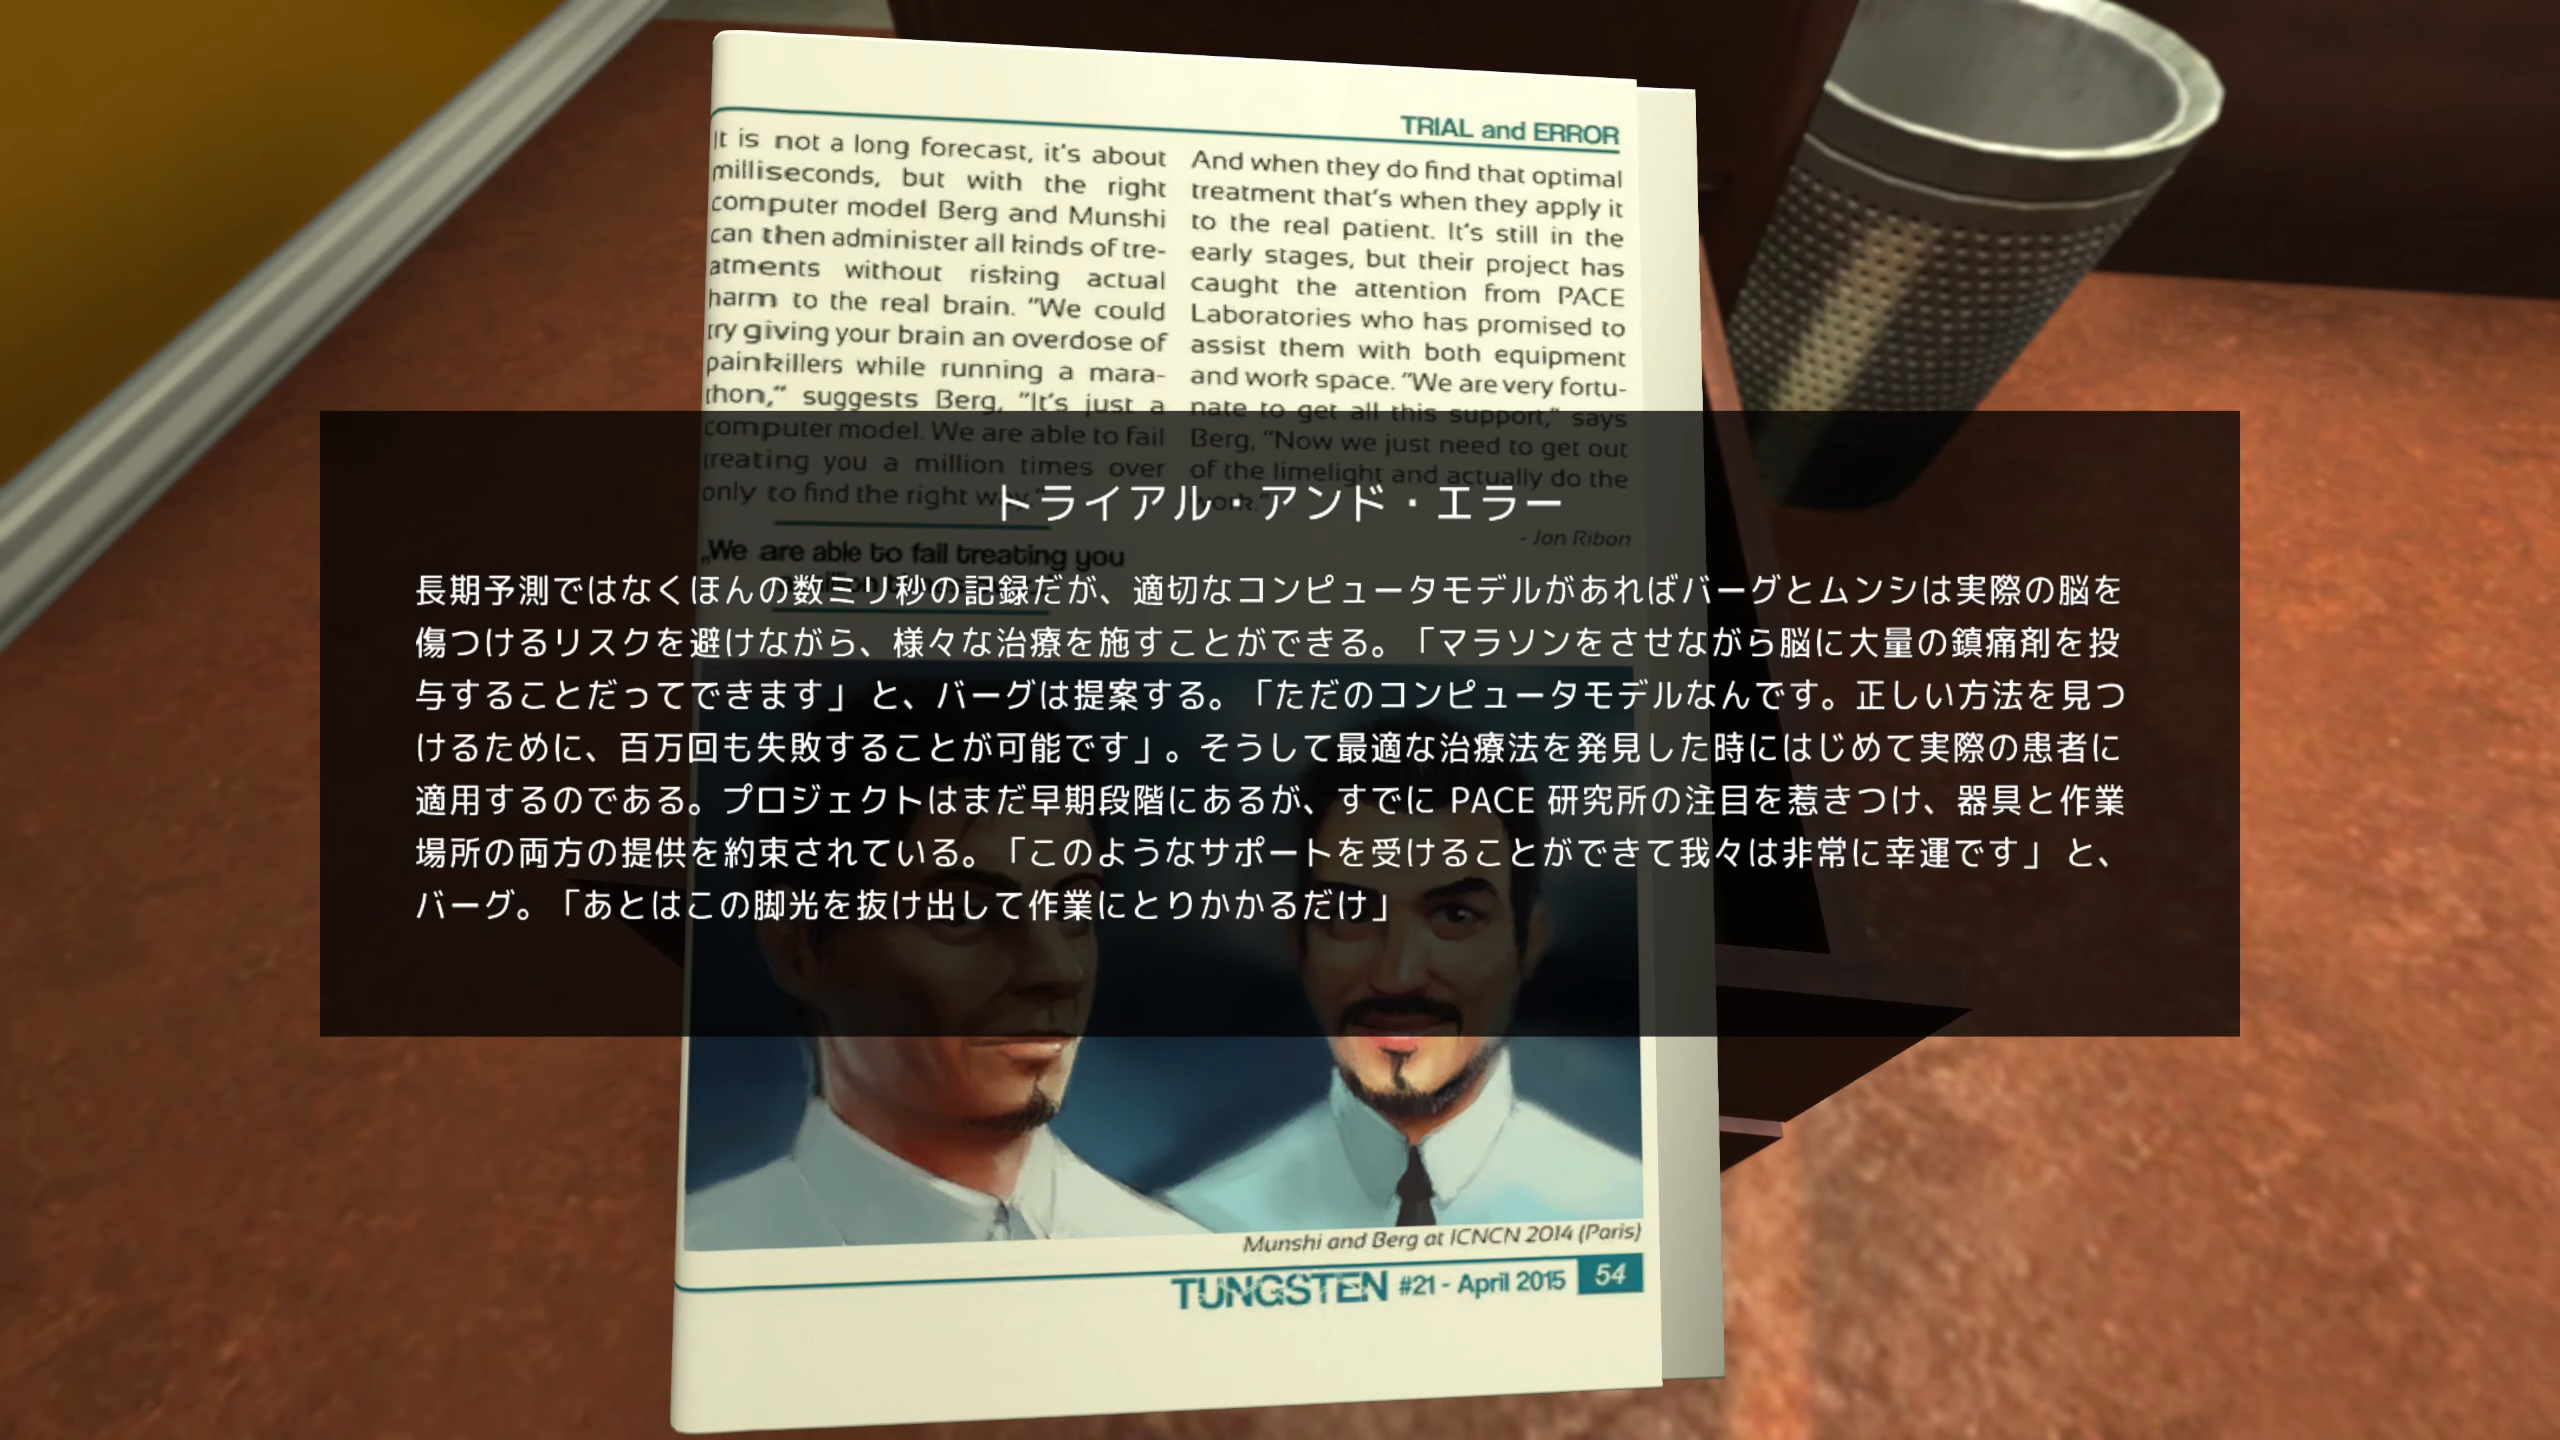 TRIAL and ERROR
It is not a long forecast, it's about
milliseconds, but with the right
computer model Berg and Munshi
can then administer all kinds of tre-
atments without risking actual
harm to the real brain. "We could
try giving your brain an overdose of
painkillers while running a mara-
thon," suggests Berg, "It's just a
computer model. We are able to fail
treating you a million times over
only to find the right
„We are able to fail treating you
And when they do find that optimal
treatment that's when they apply it
to the real patient. It's still in the
early stages, but their project has
caught the attention from PACE
Laboratories who has promised to
assist them with both equipment
and work space. "We are very fortu-
nate to get all this support," says
Berg, "Now we just need to get out
of the limelight and actually do the
work."
- Jon Ribon
トライアル・アンド・エラー
長期予測ではなくほんの数ミリ秒の記録だが、適切なコンピュータモデルがあればバーグとムンシは実際の脳を
傷つけるリスクを避けながら、様々な治療を施すことができる。「マラソンをさせながら脳に大量の鎮痛剤を投
与することだってできます」 と、バーグは提案する。「ただのコンピュータモデルなんです。正しい方法を見つ
けるために、百万回も失敗することが可能です」。そうして最適な治療法を発見した時にはじめて実際の患者に
適用するのである。プロジェクトはまだ早期段階にあるが、すでに PACE 研究所の注目を惹きつけ、器具と作業
場所の両方の提供を約束されている。「このようなサポートを受けることができて我々は非常に幸運です」 と、
バーグ。「あとはこの脚光を抜け出して作業にとりかかるだけ」
Munshi and Berg at ICNCN 2014 (Paris)
TUNGSTEN #21 - April 2015 54